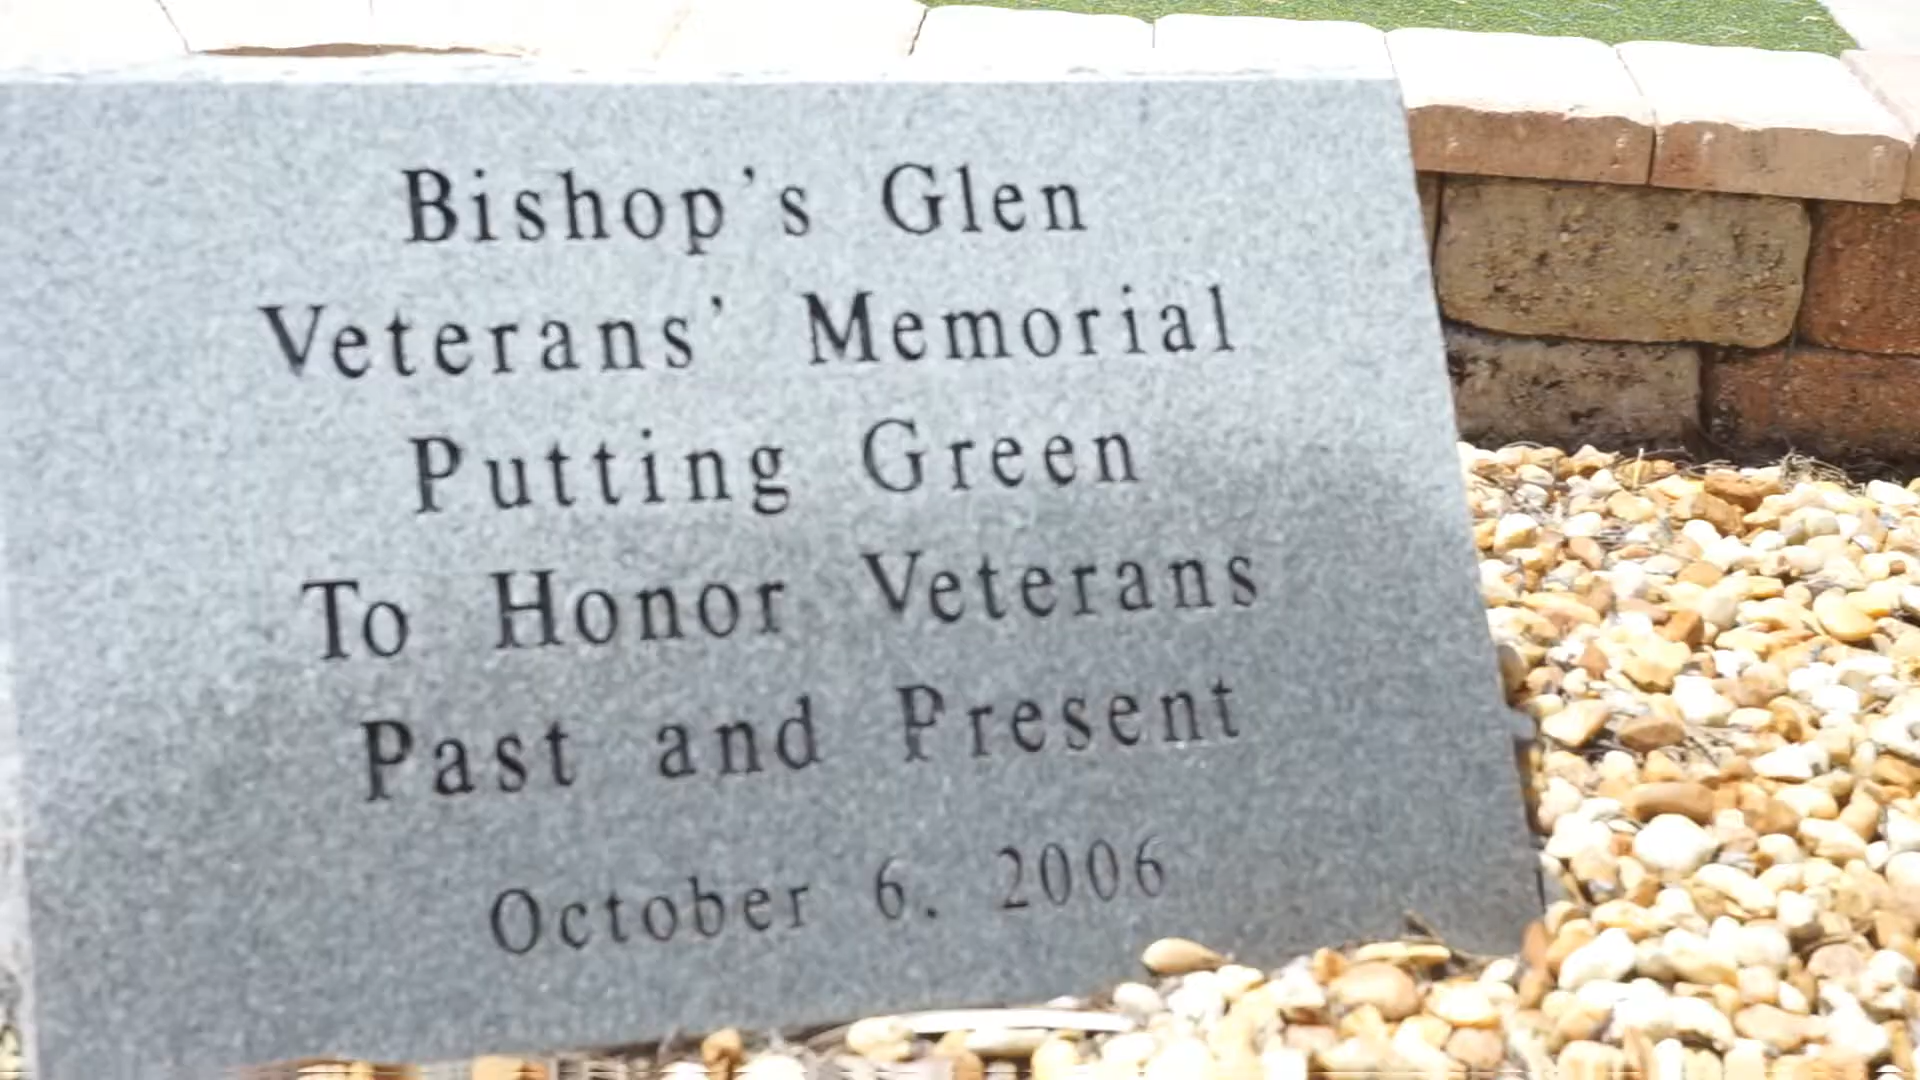 Bishop's Glen
Veterans' Memorial
Putting Green
To Honor Veterans
Past and Present
October 6. 2006